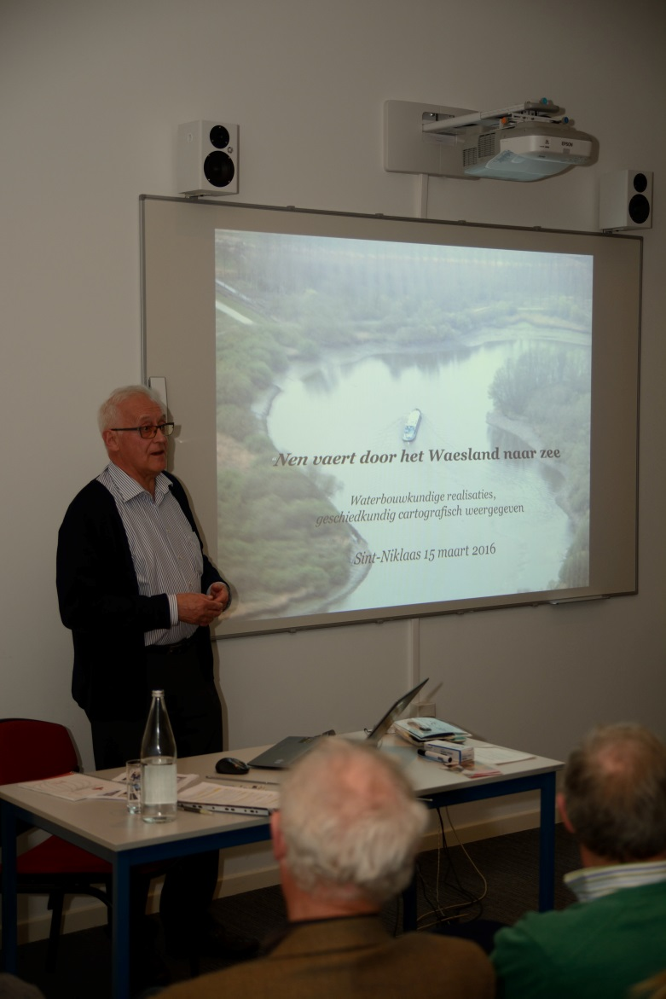 EPSON
Nen vaert door het Waesland naar zee
Waterbouwkundige realisaties,
geschiedkundig cartografisch weergegeven
Sint-Niklaas 15 maart 2016